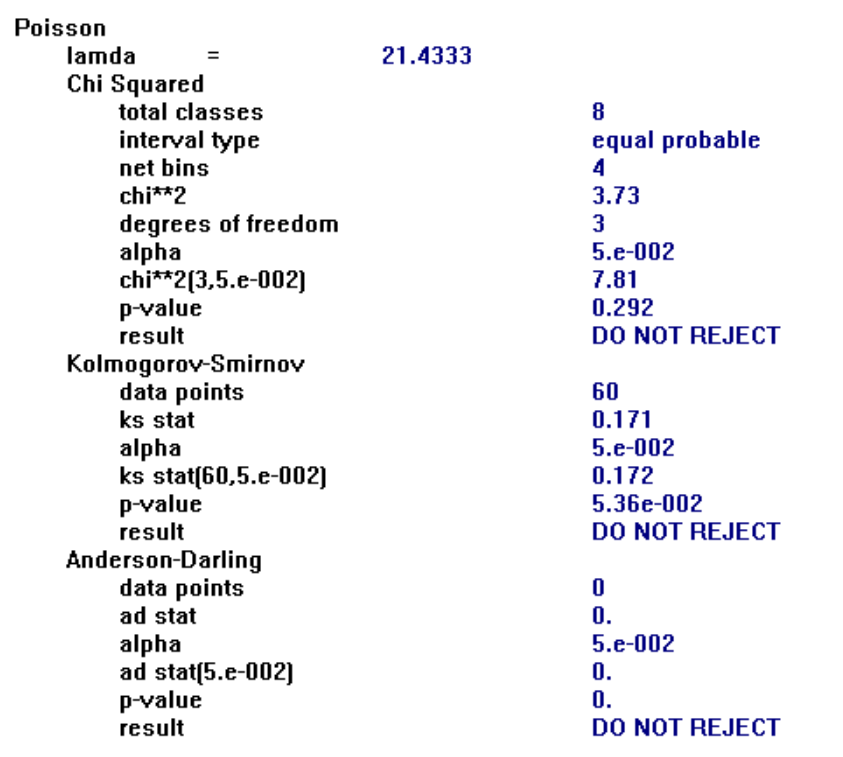 Poisson
lamda = 21.4333
Chi Squared
total classes 8
interval type equal probable
net bins 4
chi**2 3.73
degrees of freedom 3
alpha 5.e-002
chi**2(3,5.e-002) 7.81
p-value 0.292
result DO NOT REJECT
Kolmogorov-Smirnov
data points 60
ks stat 0.171
alpha 5.e-002
ks stat(60,5.e-002) 0.172
p-value 5.36e-002
result DO NOT REJECT
Anderson-Darling
data points 0
ad stat 0.
alpha 5.e-002
ad stat(5.e-002) 0.
p-value 0.
result DO NOT REJECT